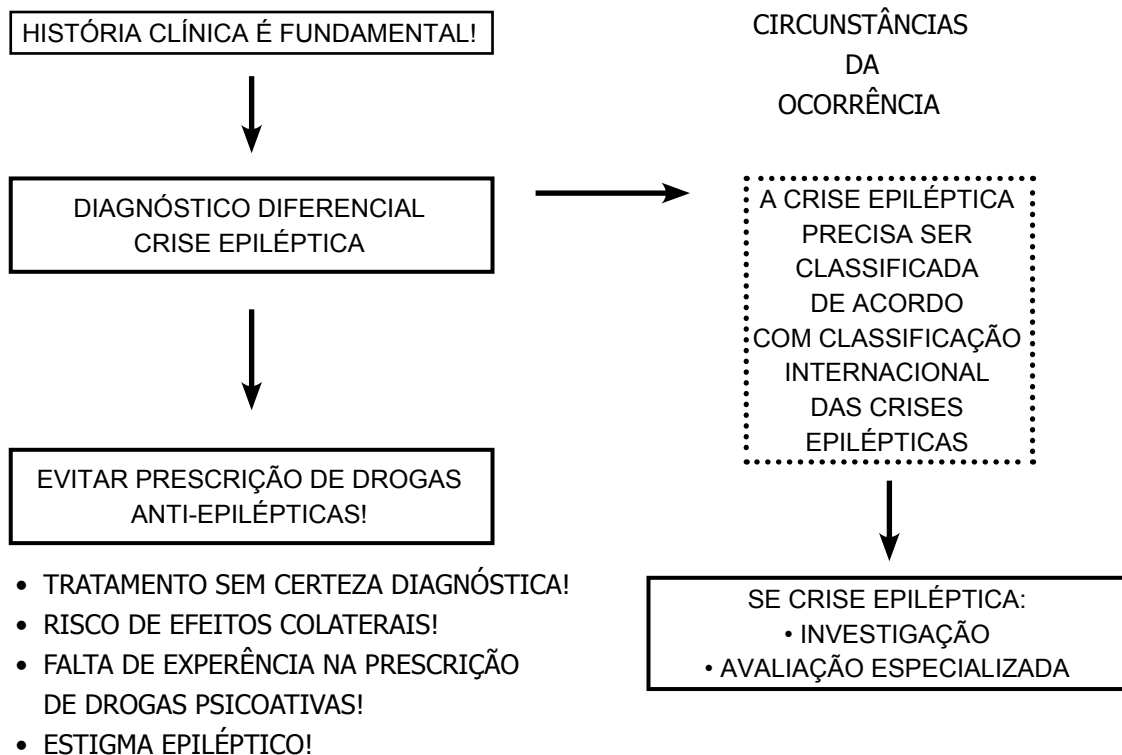 HISTÓRIA CLÍNICA É FUNDAMENTAL!
CIRCUNSTÂNCIAS
DA
OCORRÊNCIA
DIAGNÓSTICO DIFERENCIAL
CRISE EPILÉPTICA
A CRISE EPILÉPTICA
PRECISA SER
CLASSIFICADA
DE ACORDO
COM CLASSIFICAÇÃO
INTERNACIONAL
DAS CRISES
EPILÉPTICAS
EVITAR PRESCRIÇÃO DE DROGAS
ANTI-EPILÉPTICAS!
• TRATAMENTO SEM CERTEZA DIAGNÓSTICA!
• RISCO DE EFEITOS COLATERAIS!
• FALTA DE EXPERÊNCIA NA PRESCRIÇÃO
DE DROGAS PSICOATIVAS!
• ESTIGMA EPILÉPTICO!
SE CRISE EPILÉPTICA:
• INVESTIGAÇÃO
• AVALIAÇÃO ESPECIALIZADA